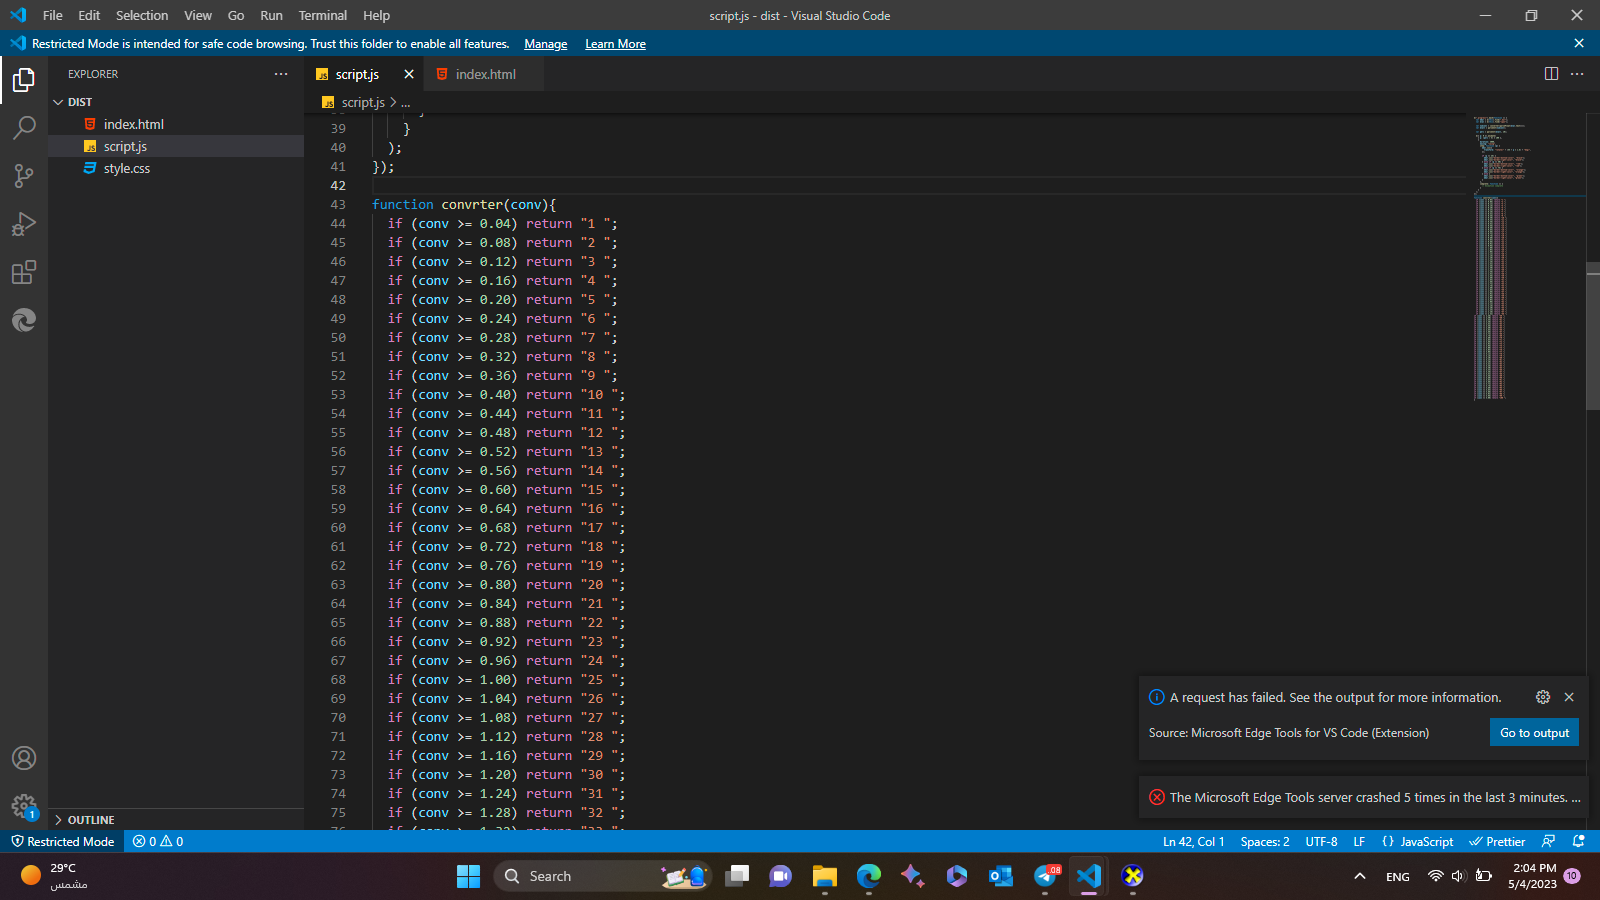 File Edit Selection View Go Run Terminal Help
script.js - dist - Visual Studio Code
Restricted Mode is intended for safe code browsing. Trust this folder to enable all features. Manage Learn More
EXPLORER
DIST
index.html
script.js
style.css
OUTLINE
script.js index.html
script.js > ...
39 }
40 );
41 });
42
43 function convrter(conv){
44 if (conv >= 0.04) return "1 ";
45 if (conv >= 0.08) return "2 ";
46 if (conv >= 0.12) return "3 ";
47 if (conv >= 0.16) return "4 ";
48 if (conv >= 0.20) return "5 ";
49 if (conv >= 0.24) return "6 ";
50 if (conv >= 0.28) return "7 ";
51 if (conv >= 0.32) return "8 ";
52 if (conv >= 0.36) return "9 ";
53 if (conv >= 0.40) return "10 ";
54 if (conv >= 0.44) return "11 ";
55 if (conv >= 0.48) return "12 ";
56 if (conv >= 0.52) return "13 ";
57 if (conv >= 0.56) return "14 ";
58 if (conv >= 0.60) return "15 ";
59 if (conv >= 0.64) return "16 ";
60 if (conv >= 0.68) return "17 ";
61 if (conv >= 0.72) return "18 ";
62 if (conv >= 0.76) return "19 ";
63 if (conv >= 0.80) return "20 ";
64 if (conv >= 0.84) return "21 ";
65 if (conv >= 0.88) return "22 ";
66 if (conv >= 0.92) return "23 ";
67 if (conv >= 0.96) return "24 ";
68 if (conv >= 1.00) return "25 ";
69 if (conv >= 1.04) return "26 ";
70 if (conv >= 1.08) return "27 ";
71 if (conv >= 1.12) return "28 ";
72 if (conv >= 1.16) return "29 ";
73 if (conv >= 1.20) return "30 ";
74 if (conv >= 1.24) return "31 ";
75 if (conv >= 1.28) return "32 ";
A request has failed. See the output for more information.
Source: Microsoft Edge Tools for VS Code (Extension) Go to output
The Microsoft Edge Tools server crashed 5 times in the last 3 minutes. ...
1
Restricted Mode 0 0 Ln 42, Col 1 Spaces: 2 UTF-8 LF {} JavaScript Prettier
29°C
مشمس
Search
.08
ENG
2:04 PM
5/4/2023
10